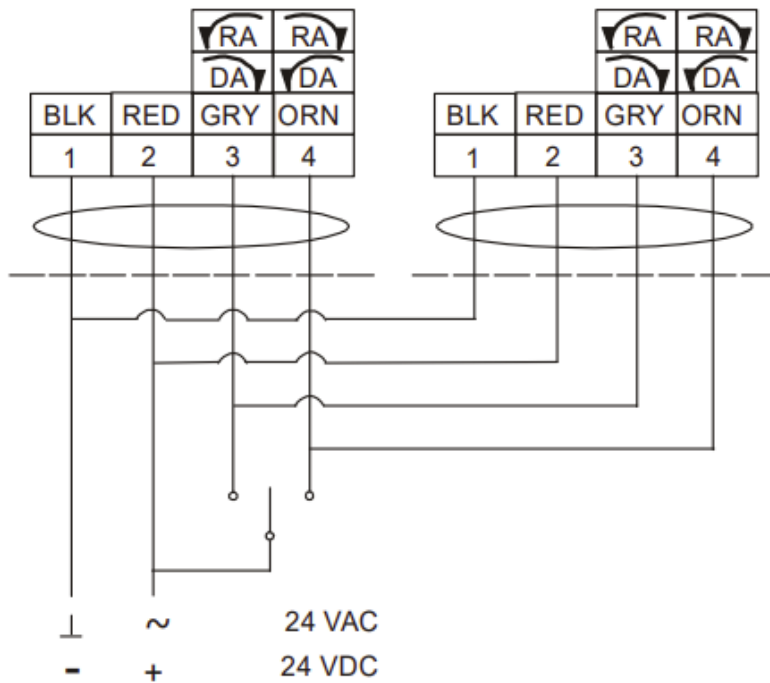 RA RA RA RA
DA DA DA DA
BLK RED GRY ORN BLK RED GRY ORN
1 2 3 4 1 2 3 4
⊥ ~ 24 VAC
- + 24 VDC